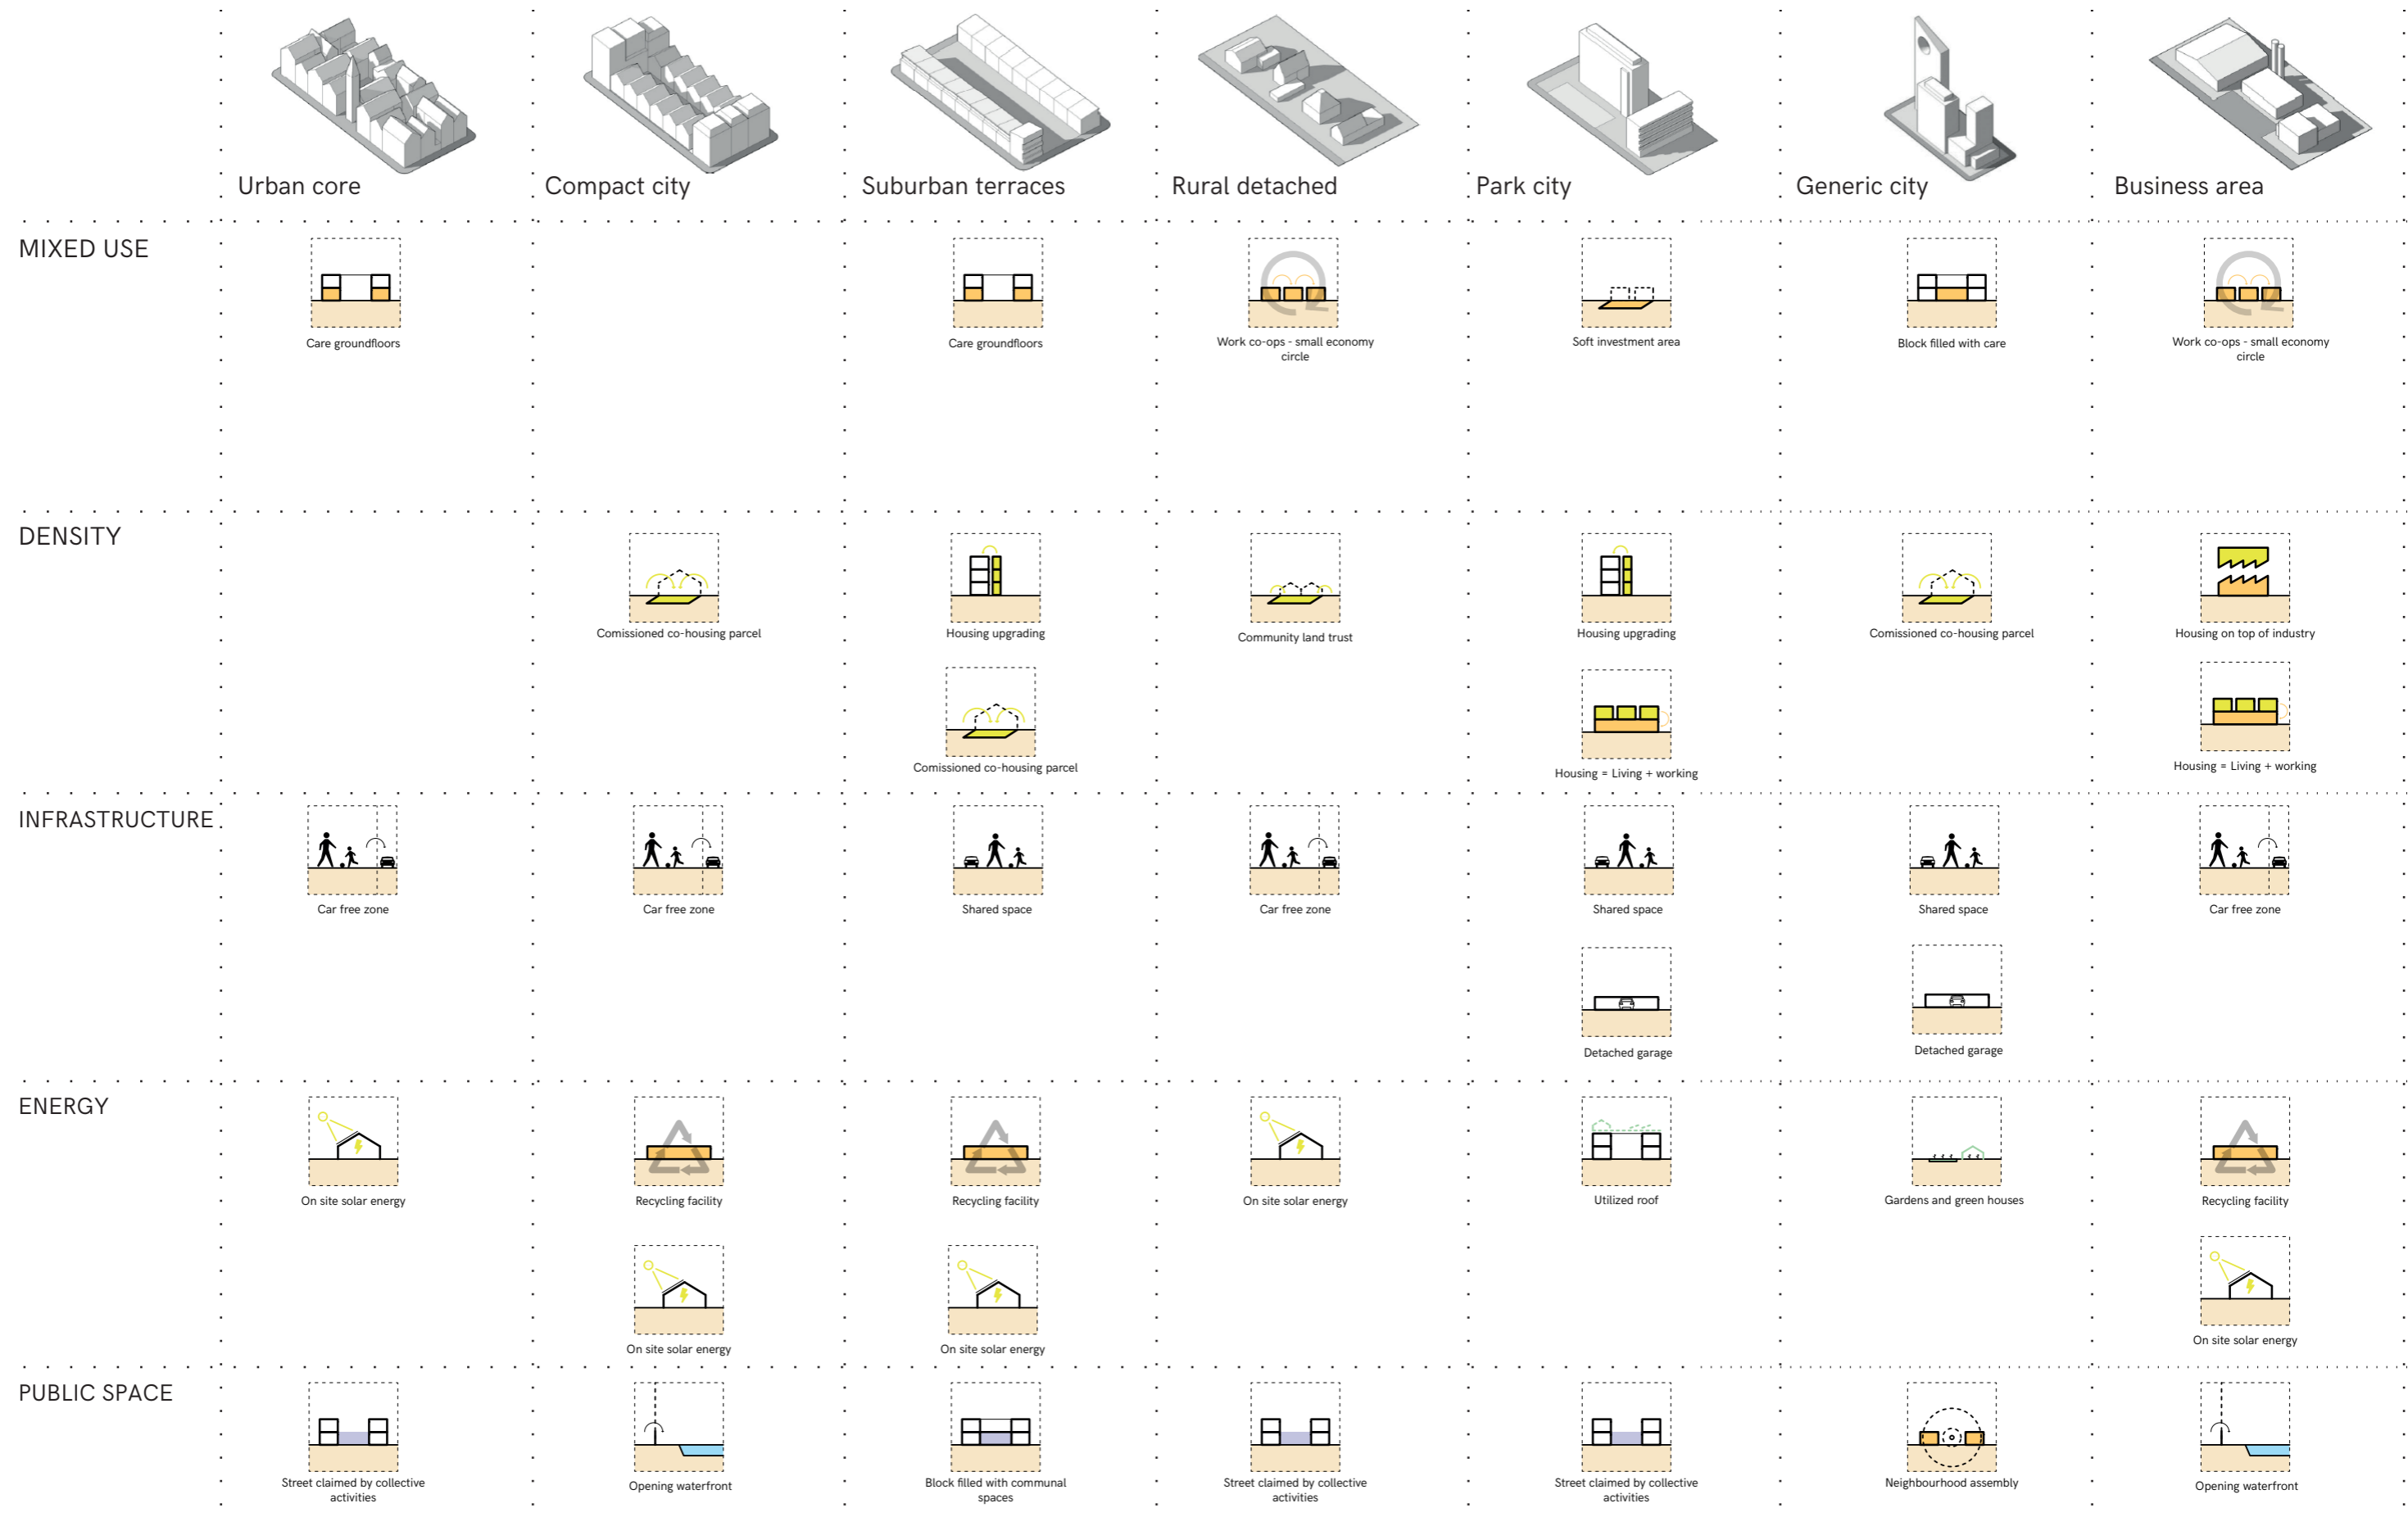 Urban core
Compact city
Suburban terraces
Rural detached
Park city
Generic city
Business area
MIXED USE
Care groundfloors
Care groundfloors
Work co-ops - small economy
circle
Soft investment area
Block filled with care
Work co-ops - small economy
circle
DENSITY
Comissioned co-housing parcel
Housing upgrading
Community land trust
Housing upgrading
Comissioned co-housing parcel
Housing on top of industry
Comissioned co-housing parcel
Housing = Living + working
Housing = Living + working
INFRASTRUCTURE
Car free zone
Car free zone
Shared space
Car free zone
Shared space
Shared space
Car free zone
Detached garage
Detached garage
ENERGY
On site solar energy
Recycling facility
Recycling facility
On site solar energy
Utilized roof
Gardens and green houses
Recycling facility
On site solar energy
On site solar energy
On site solar energy
PUBLIC SPACE
Street claimed by collective
activities
Opening waterfront
Block filled with communal
spaces
Street claimed by collective
activities
Street claimed by collective
activities
Neighbourhood assembly
Opening waterfront